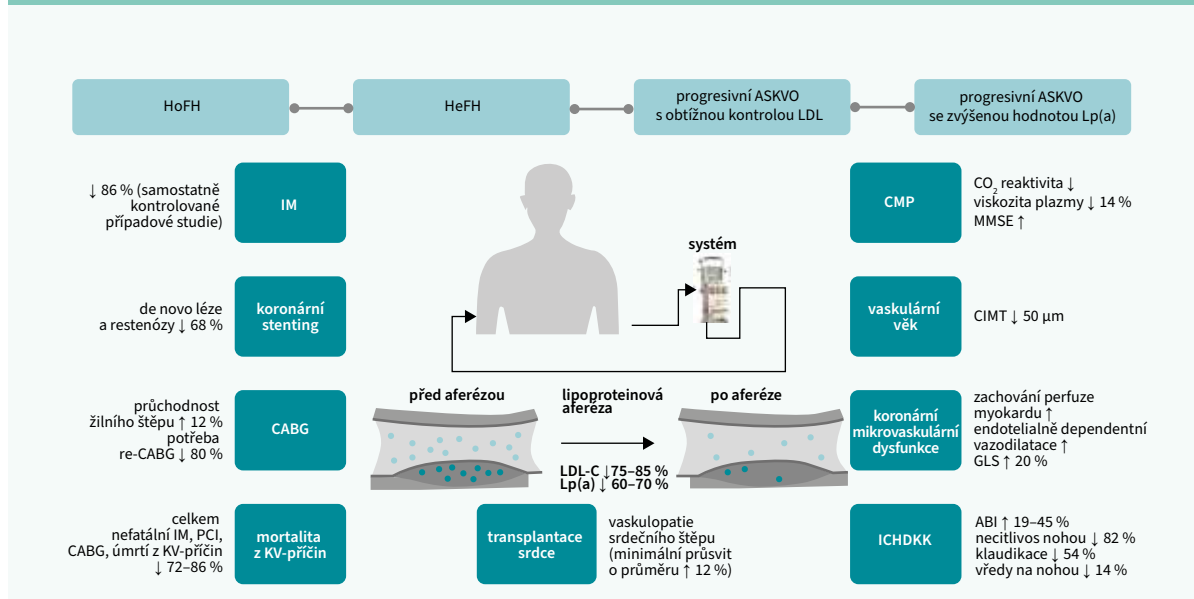 HoFH
HeFH
progresivní ASKVO
s obtížnou kontrolou LDL
progresivní ASKVO
se zvýšenou hodnotou Lp(a)
↓ 86 % (samostatně
kontrolované
případové studie)
IM
CMP
CO₂ reaktivita ↓
viskozita plazmy ↓ 14 %
MMSE ↑
systém
de novo léze
a restenózy ↓ 68 %
koronární
stenting
vaskulární
věk
CIMT ↓ 50 μm
průchodnost
žilního štěpu ↑ 12 %
potřeba
re-CABG ↓ 80 %
CABG
před aferézou
lipoproteinová
aferéza
po aferéze
LDL-C ↓75–85 %
Lp(a) ↓ 60–70 %
koronární
mikrovaskulární
dysfunkce
zachování perfuze
myokardu ↑
endotelialně dependentní
vazodilatace ↑
GLS ↑ 20 %
celkem
nefatální IM, PCI,
CABG, úmrtí z KV-příčin
↓ 72–86 %
mortalita
z KV-příčin
transplantace
srdce
vaskulopatie
srdečního štěpu
(minimální průsvit
o průměru ↑ 12 %)
ICHDKK
ABI ↑ 19–45 %
necitlivos nohou ↓ 82 %
klaudikace ↓ 54 %
vředy na nohou ↓ 14 %